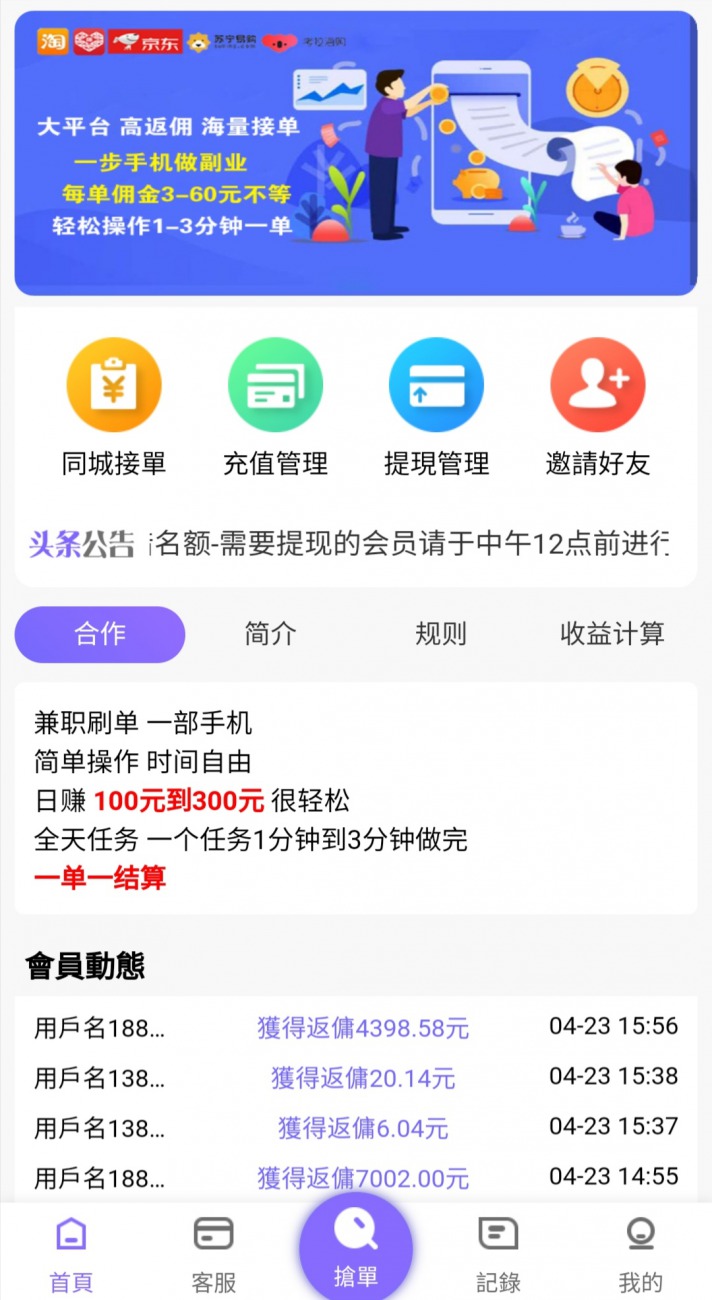 淘
京东
苏宁易购
大平台 高返佣 海量接单
一步手机做副业
每单佣金3-60元不等
轻松操作1-3分钟一单
同城接單
充值管理
提現管理
邀請好友
头条公告
名额-需要提现的会员请于中午12点前进行
合作
简介
规则
收益计算
兼职刷单 一部手机
简单操作 时间自由
日赚 100元到300元 很轻松
全天任务 一个任务1分钟到3分钟做完
一单一结算
會員動態
用戶名188... 獲得返傭4398.58元 04-23 15:56
用戶名138... 獲得返傭20.14元 04-23 15:38
用戶名138... 獲得返傭6.04元 04-23 15:37
用戶名188... 獲得返傭7002.00元 04-23 14:55
首頁
客服
搶單
記錄
我的